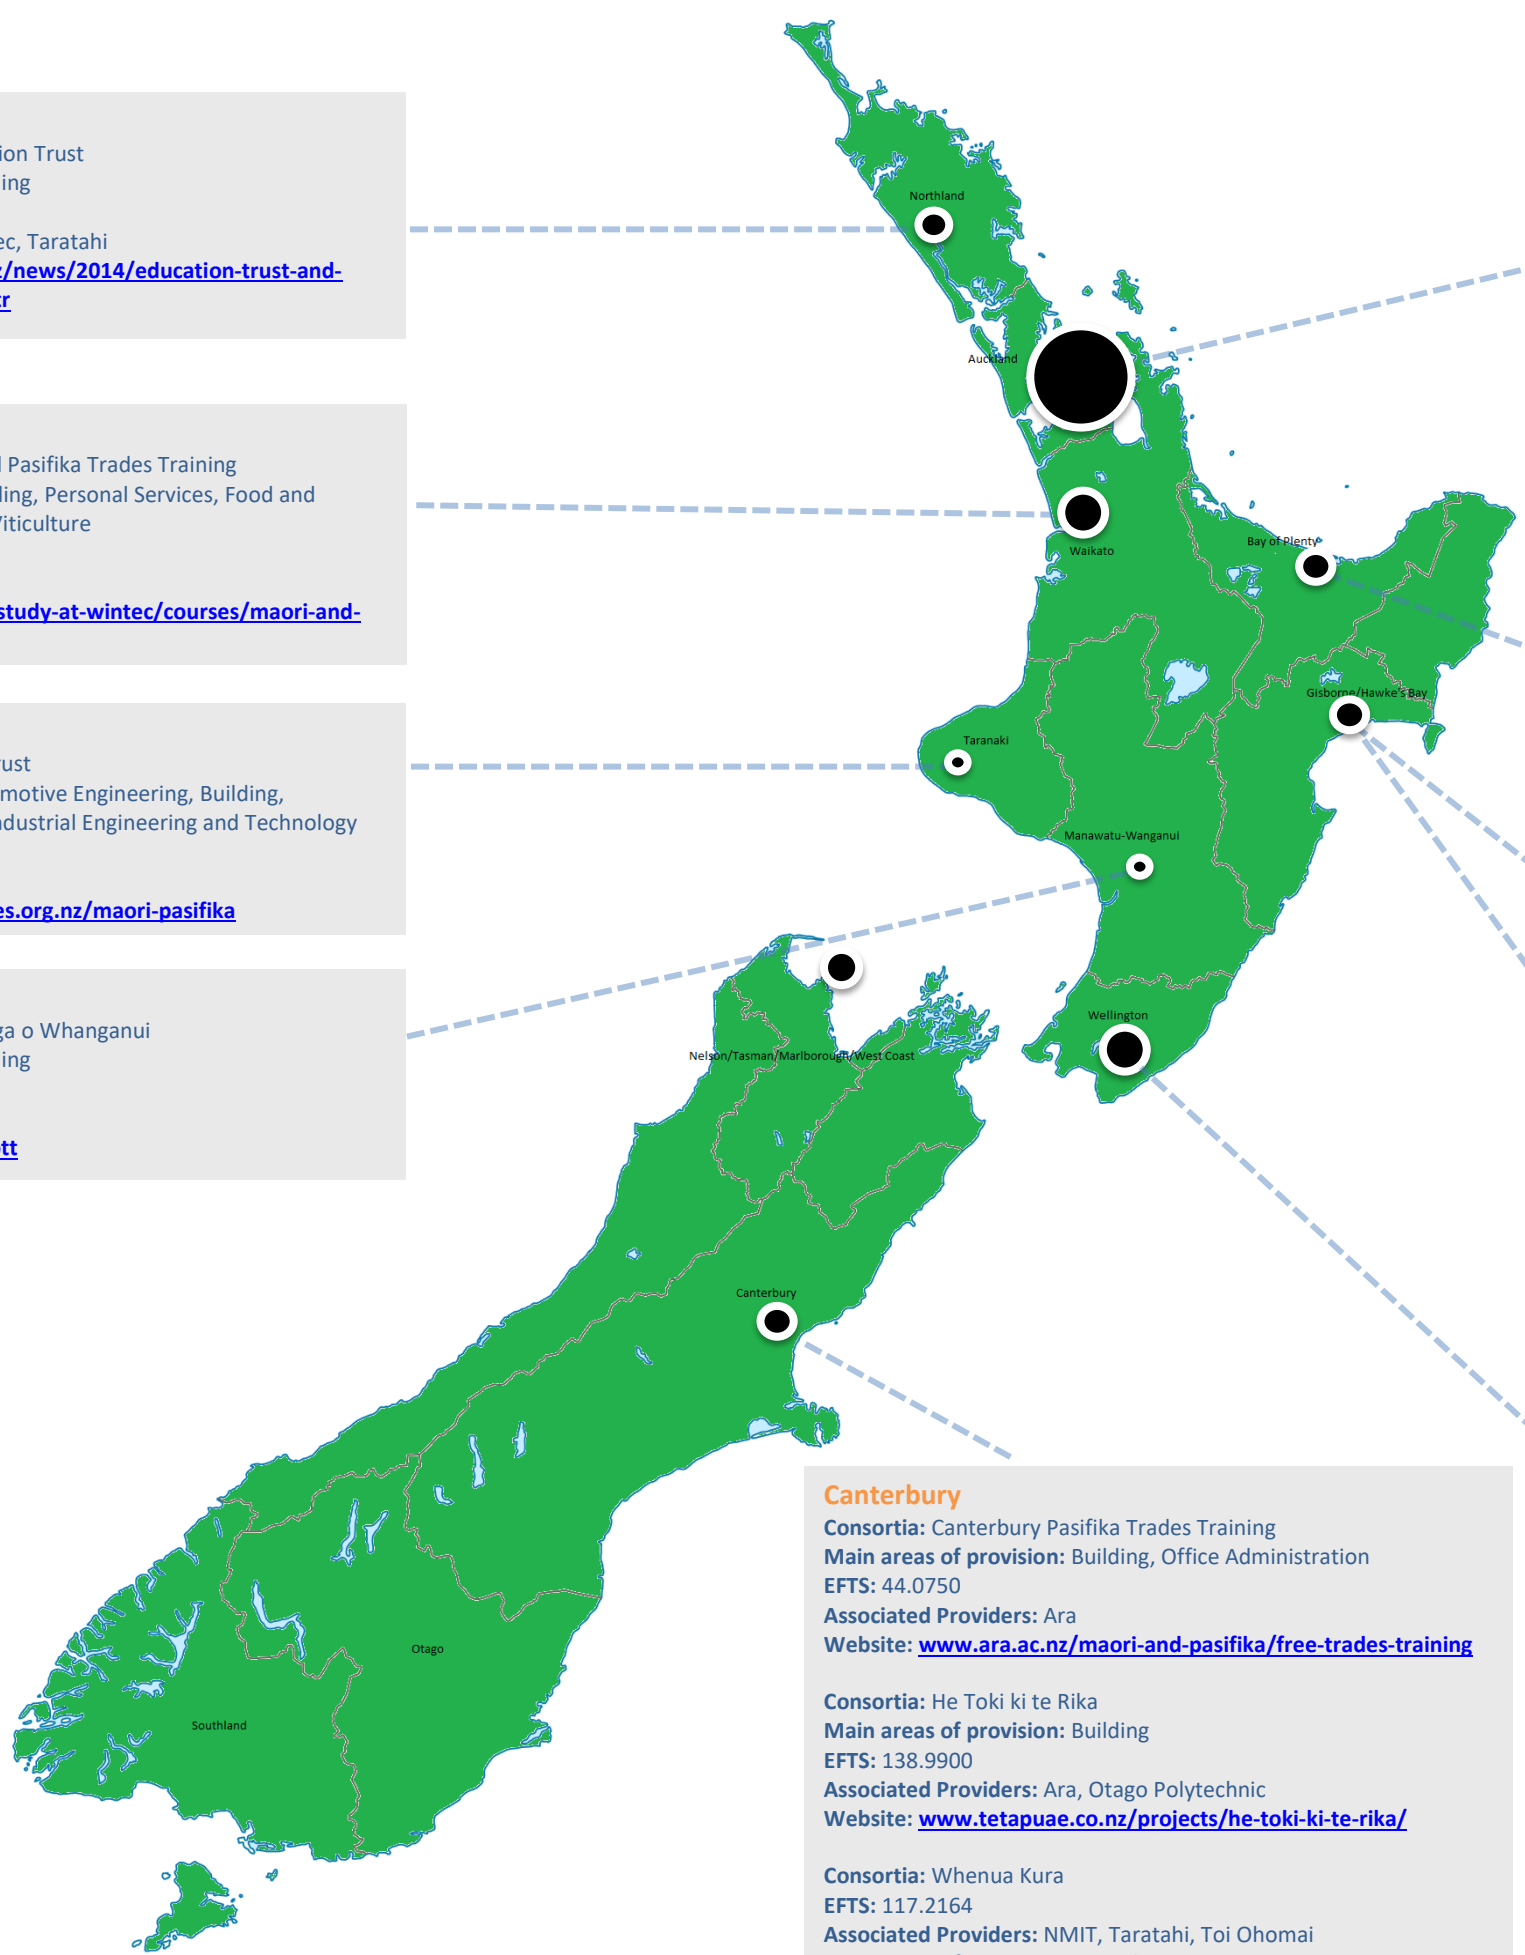 ion Trust
ing
ec, Taratahi
z/news/2014/education-trust-and-
tr
l Pasifika Trades Training
ling, Personal Services, Food and
Viticulture
study-at-wintec/courses/maori-and-
rust
motive Engineering, Building,
ndustrial Engineering and Technology
es.org.nz/maori-pasifika
ga o Whanganui
ing
tt
Northland
Auckland
Waikato
Bay of Plenty
Gisborne/Hawke's Bay
Taranaki
Manawatu-Wanganui
Wellington
Nelson/Tasman/Marlborough/West Coast
Canterbury
Otago
Southland
Canterbury
Consortia: Canterbury Pasifika Trades Training
Main areas of provision: Building, Office Administration
EFTS: 44.0750
Associated Providers: Ara
Website: www.ara.ac.nz/maori-and-pasifika/free-trades-training
Consortia: He Toki ki te Rika
Main areas of provision: Building
EFTS: 138.9900
Associated Providers: Ara, Otago Polytechnic
Website: www.tetapuae.co.nz/projects/he-toki-ki-te-rika/
Consortia: Whenua Kura
EFTS: 117.2164
Associated Providers: NMIT, Taratahi, Toi Ohomai